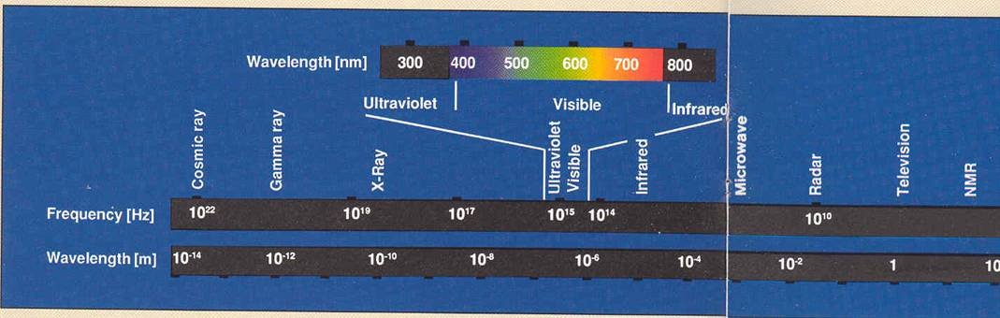 Wavelength [nm] 300 400 500 600 700 800
Ultraviolet Visible Infrared
Cosmic ray Gamma ray X-Ray Ultraviolet Visible Infrared Microwave Radar Television NMR
Frequency [Hz] 10²² 10¹⁹ 10¹⁷ 10¹⁵ 10¹⁴ 10¹⁰
Wavelength [m] 10⁻¹⁴ 10⁻¹² 10⁻¹⁰ 10⁻⁸ 10⁻⁶ 10⁻⁴ 10⁻² 1 10